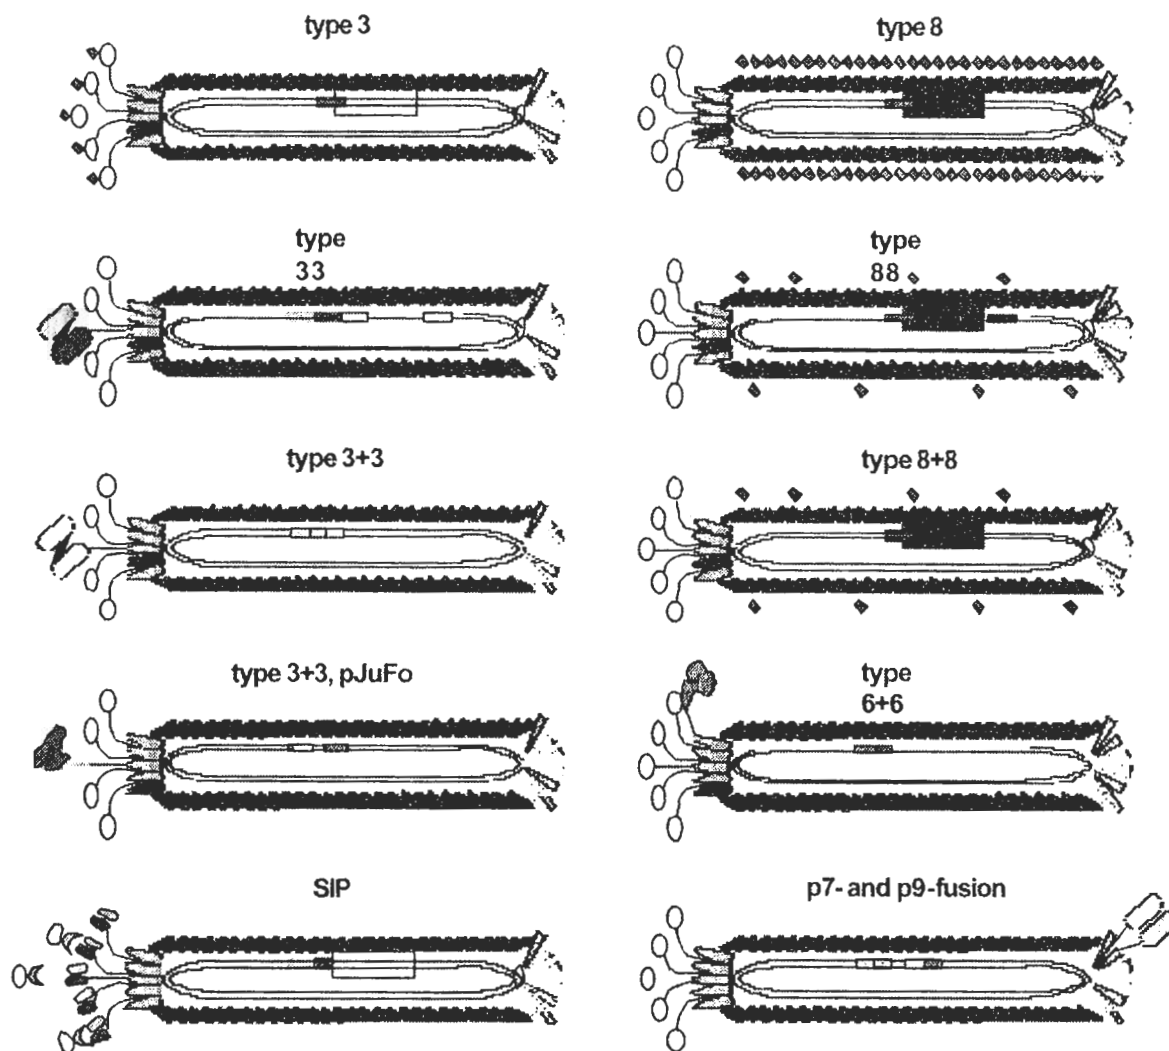 type 3
type 8
type
33
type
88
type 3+3
type 8+8
type 3+3, pJuFo
type
6+6
SIP
p7- and p9-fusion